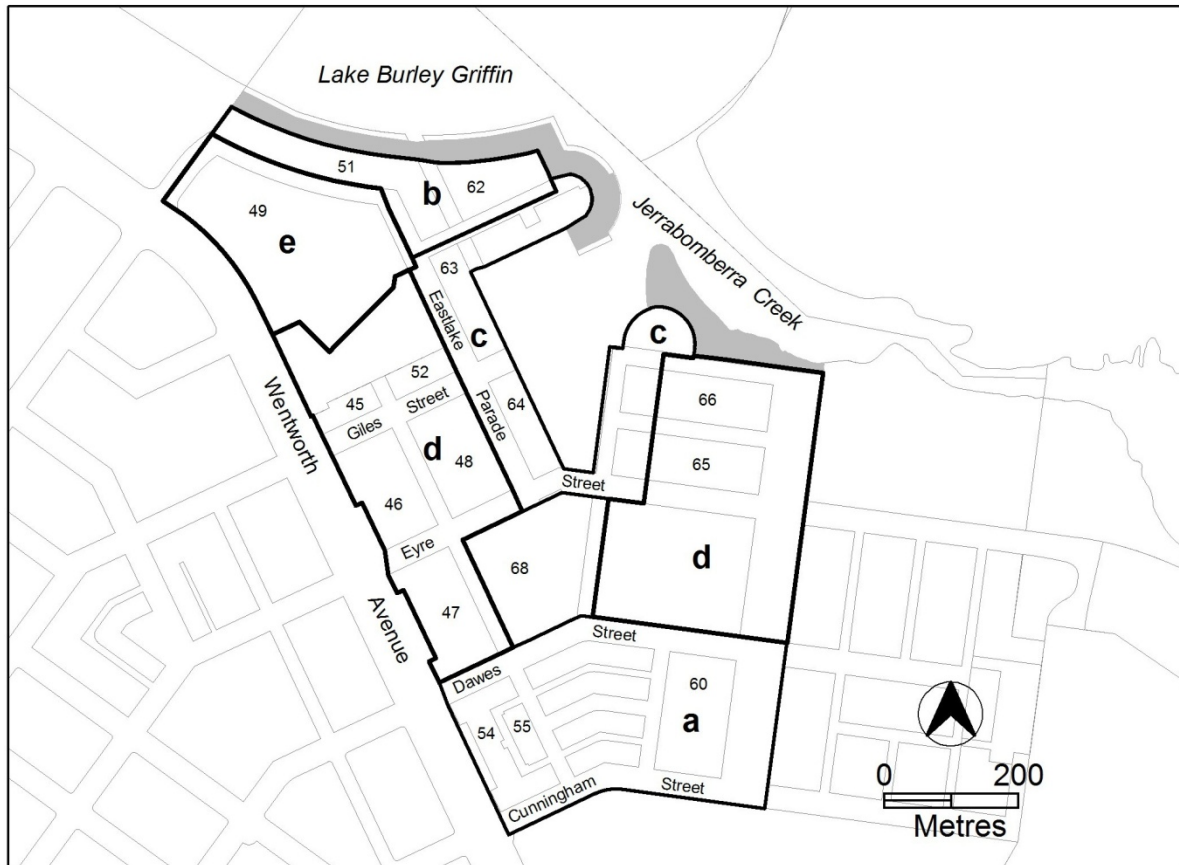 Lake Burley Griffin
51
b
62
49
e
Jerrabomberra Creek
63
Eastlake
c
c
52
45
Street
Giles
Wentworth
64
Parade
66
d
48
65
46
Street
Eyre
68
d
47
Avenue
Street
Dawes
60
a
54
55
Street
Cunningham
0 200
Metres